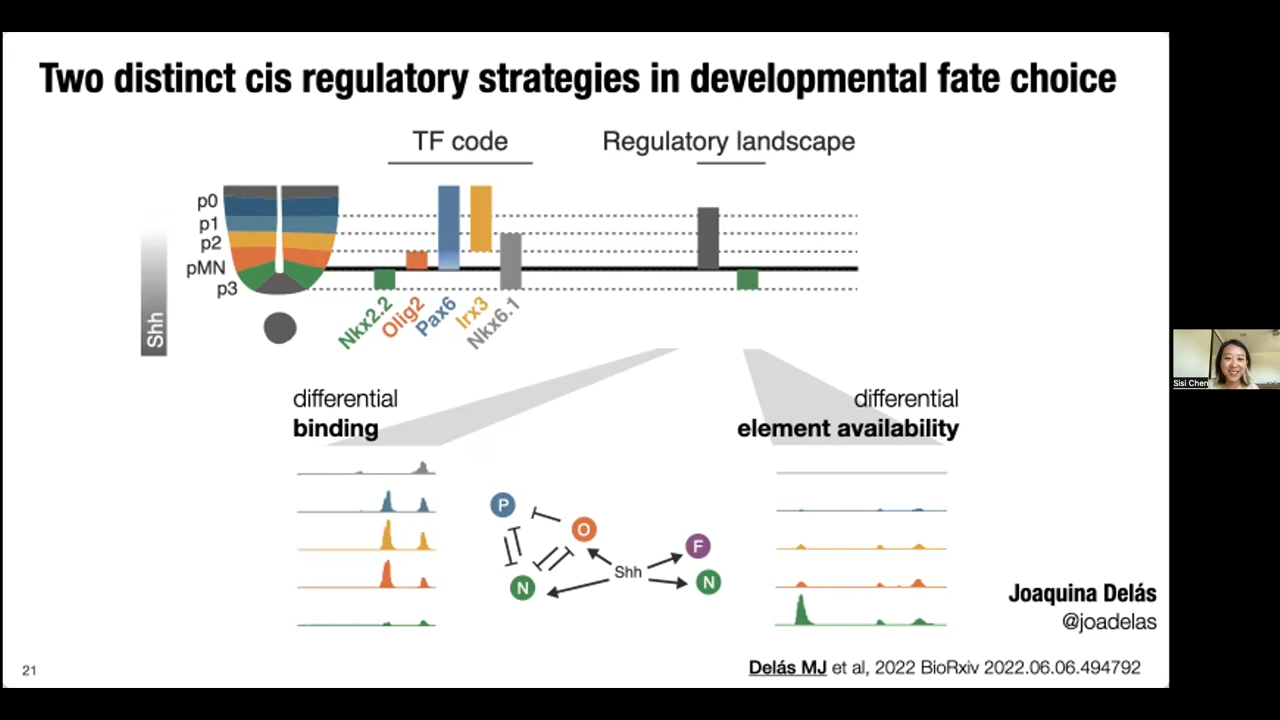 Two distinct cis regulatory strategies in developmental fate choice
TF code
Regulatory landscape
p0
p1
p2
pMN
p3
Shh
Nkx2.2
Olig2
Pax6
Irx3
Nkx6.1
differential
binding
differential
element availability
P
O
N
Shh
F
N
Joaquina Delás
@joadelas
21
Delás MJ et al, 2022 BioRxiv 2022.06.06.494792
Sisi Chen